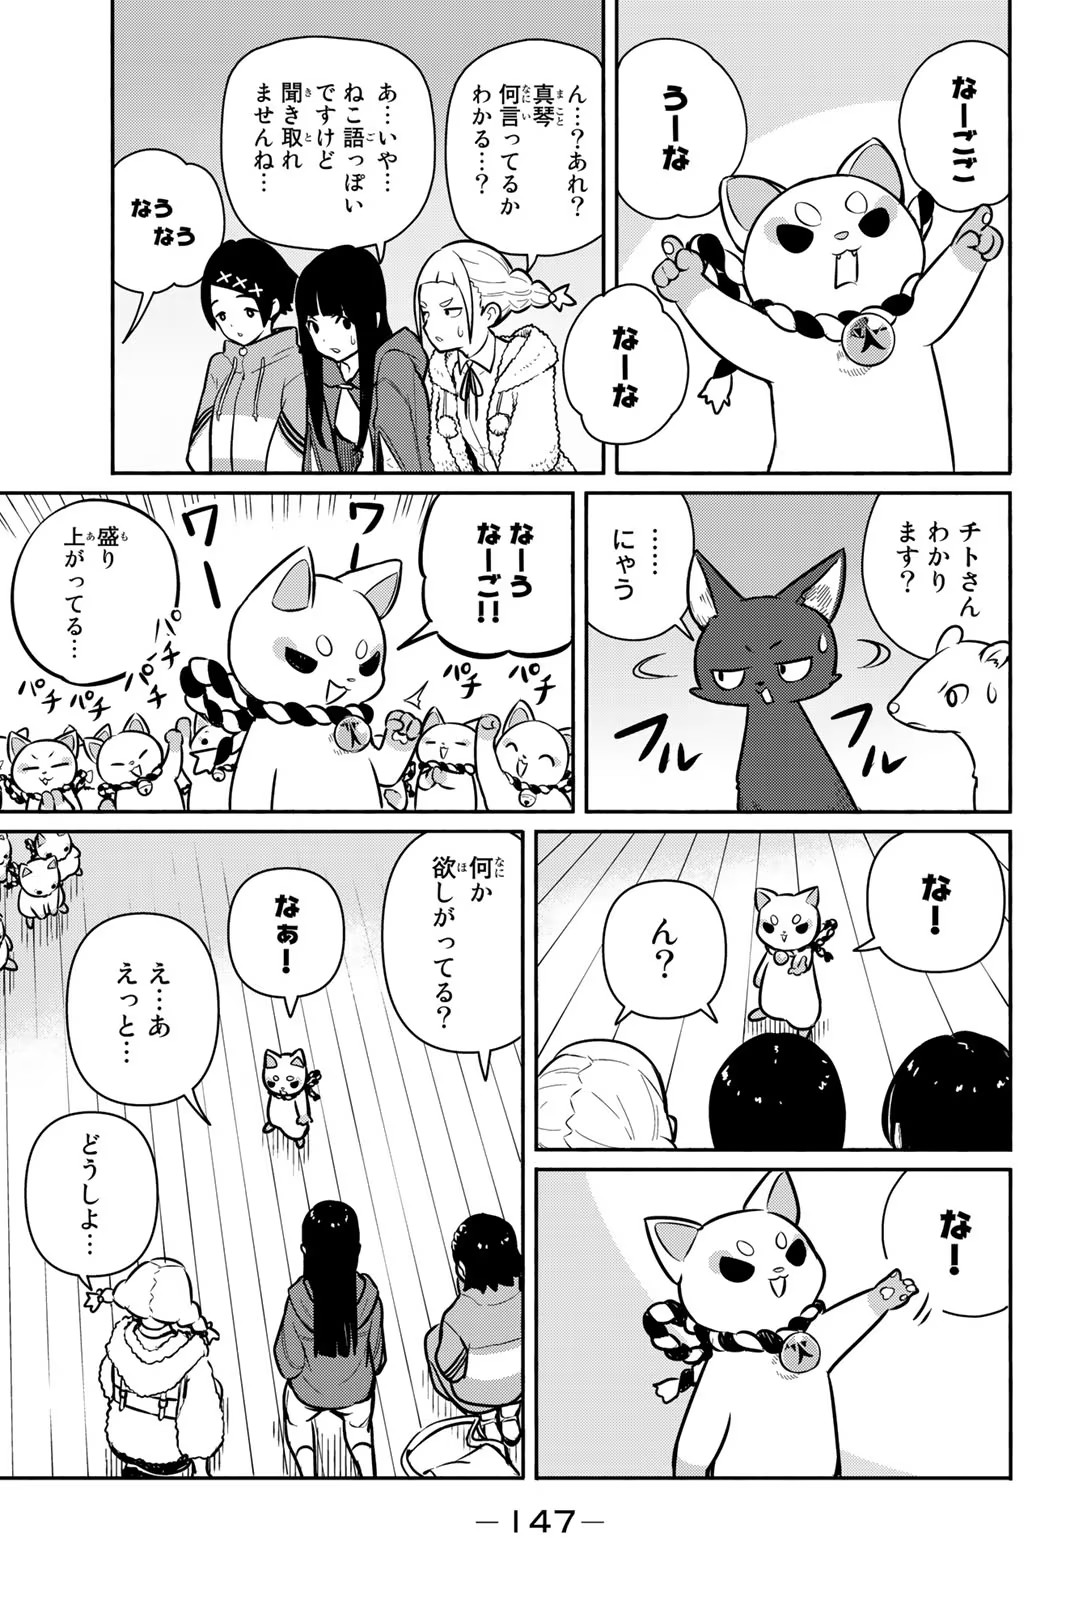 なーごご
うーな
なーな
ん…?あれ?
真琴
何言ってるか
わかる…?
あ…いや…
ねこ語っぽい
ですけど
聞き取れ
ませんね…
なう
なう
チトさん
わかり
ます?
……
にゃう
フル
フル
なーう
なーご!!
ワー
ワー
盛り
上がってる…
パチ
パチ
パチ
パチ
パチ
な!
ん?
な!
何か
欲しがってる?
なぁ!
え…あ
えっと…
どうしよ…
—147—